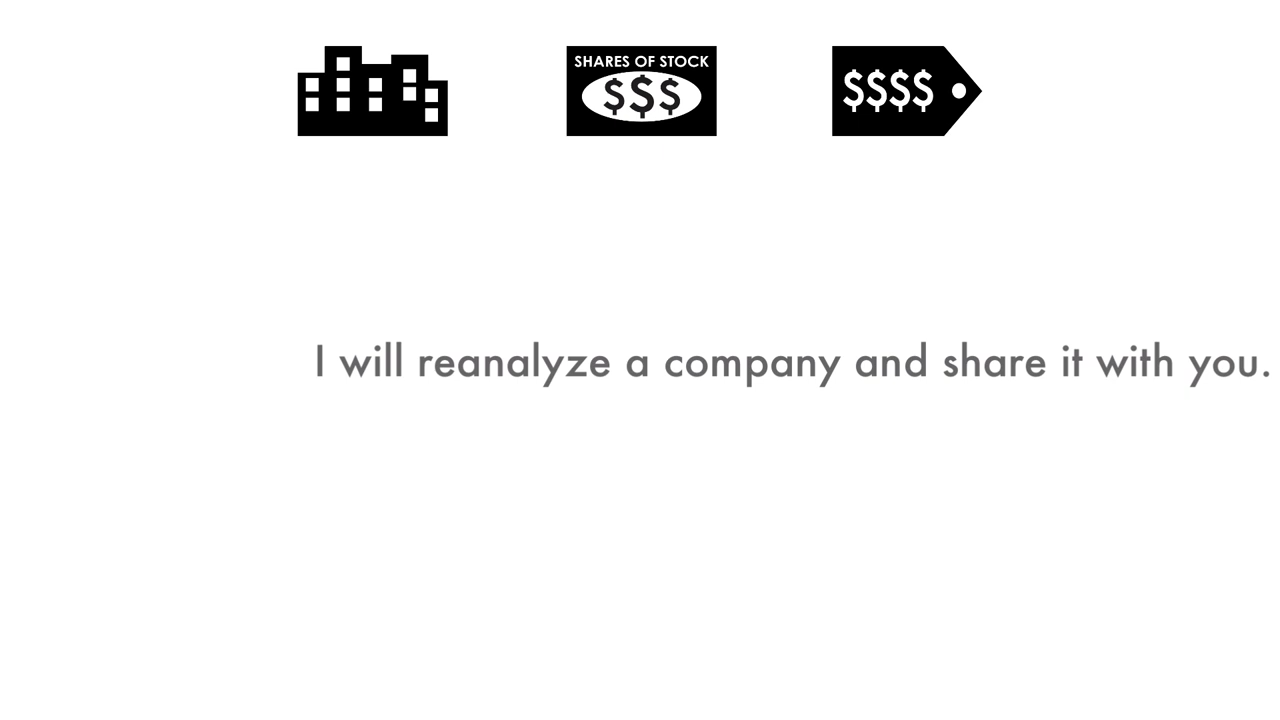 SHARES OF STOCK
$$$
$$$$
I will reanalyze a company and share it with you.